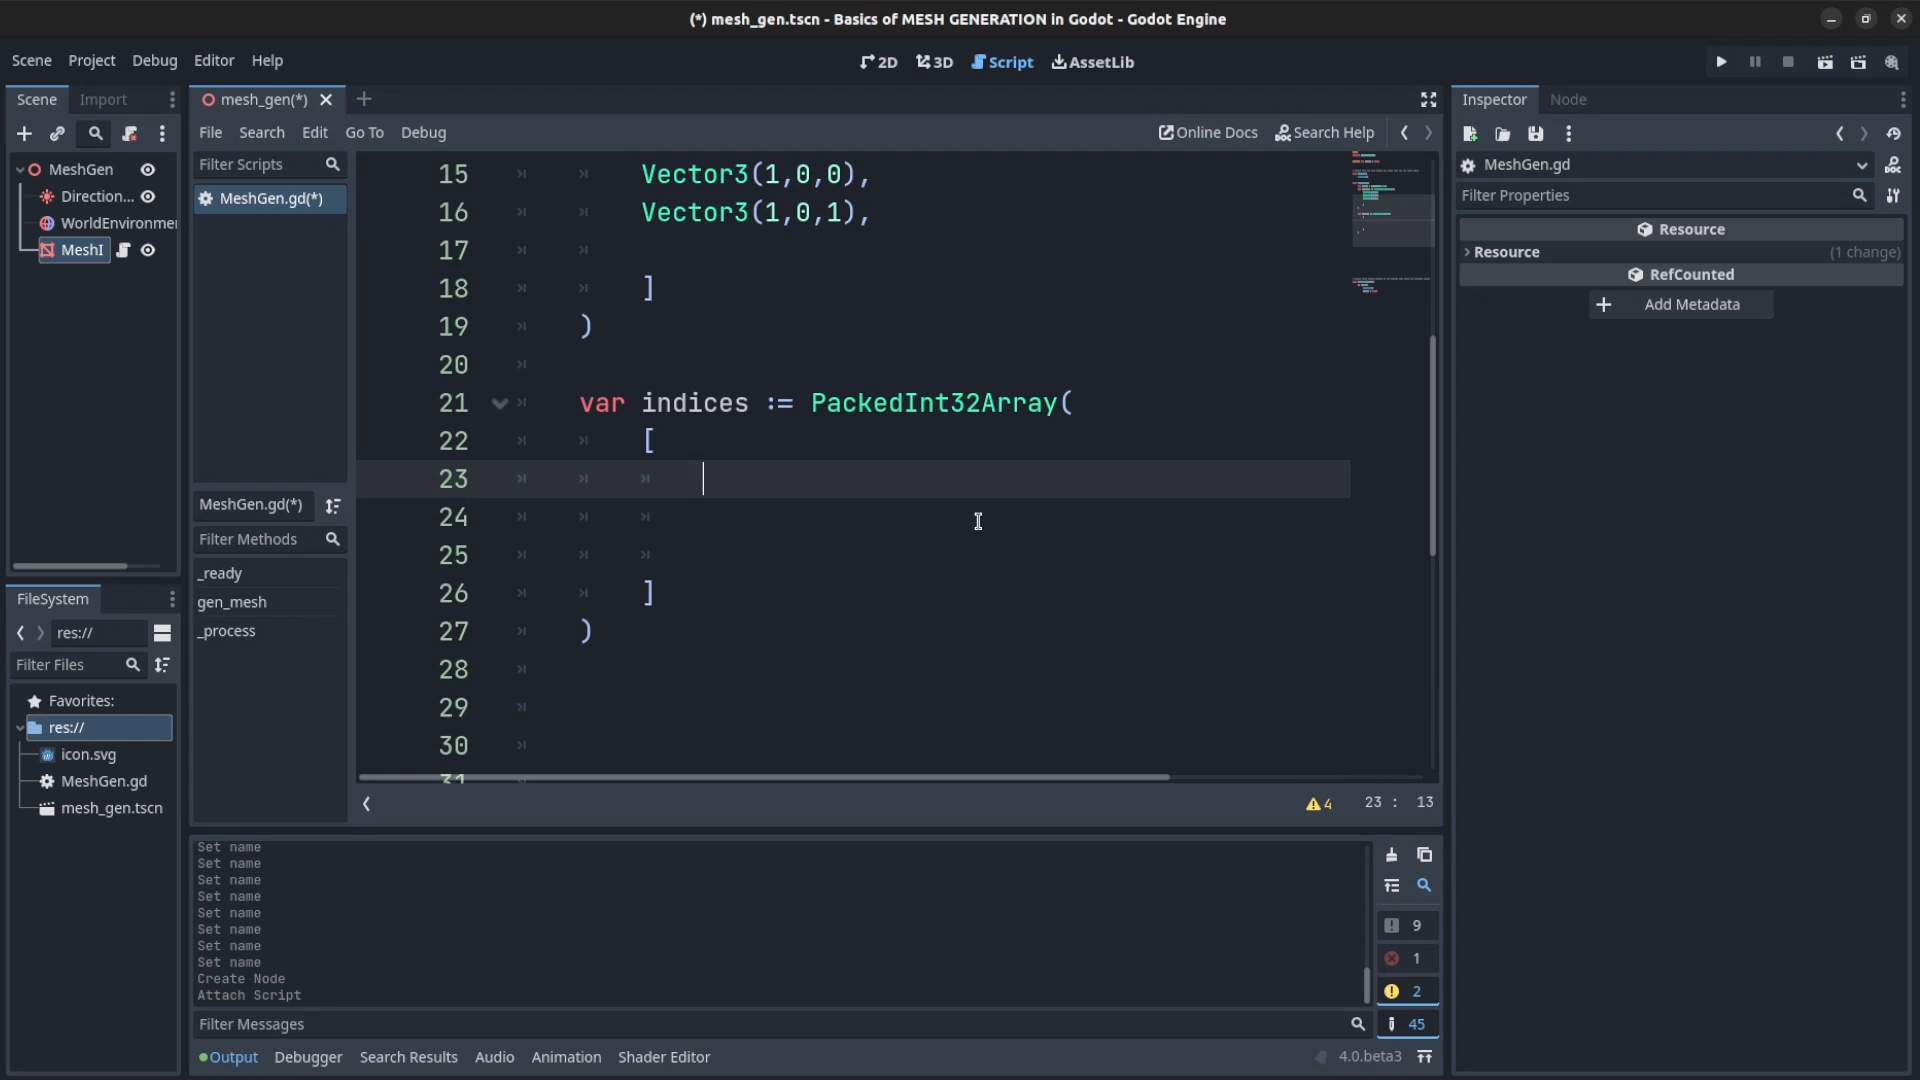 (*) mesh_gen.tscn - Basics of MESH GENERATION in Godot - Godot Engine
Scene Project Debug Editor Help
2D 3D Script AssetLib
Scene Import
mesh_gen(*)
Inspector Node
File Search Edit Go To Debug
Online Docs Search Help
MeshGen
Direction...
WorldEnvironme
MeshI
Filter Scripts
MeshGen.gd(*)
MeshGen.gd(*)
Filter Methods
_ready
gen_mesh
_process
15 Vector3(1,0,0),
16 Vector3(1,0,1),
17
18 ]
19 )
20
21 var indices := PackedInt32Array(
22 [
23
24
25
26 ]
27 )
28
29
30
31
4 23 : 13
MeshGen.gd
Filter Properties
Resource
Resource (1 change)
RefCounted
Add Metadata
FileSystem
res://
Filter Files
Favorites:
res://
icon.svg
MeshGen.gd
mesh_gen.tscn
Set name
Set name
Set name
Set name
Set name
Set name
Set name
Set name
Create Node
Attach Script
9
1
2
45
Filter Messages
Output Debugger Search Results Audio Animation Shader Editor
4.0.beta3